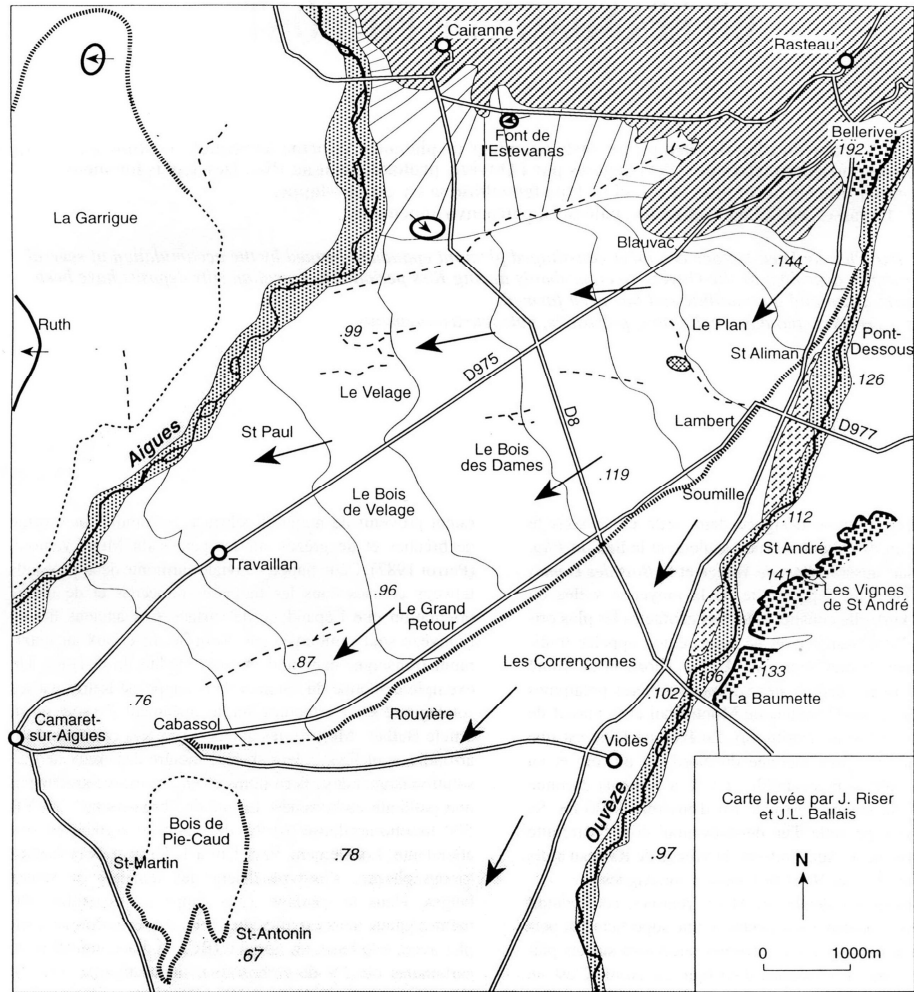 Cairanne
Rasteau
Font de
l'Estevanas
Bellerive
192.
La Garrigue
Blauvac
.144
Ruth
.99
Le Plan
Pont-
Dessous
St Aliman
Le Velage
D975
.126
Aigues
D8
Lambert
D977
St Paul
Le Bois
des Dames
.119
Le Bois
de Velage
Soumille
.112
St André
Travaillan
141
Les Vignes
de St André
.96
Le Grand
Retour
.87
Les Corrençonnes
106
.133
.76
.102
La Baumette
Rouvière
Camaret-
sur-Aigues
Cabassol
Violès
Carte levée par J. Riser
et J.L. Ballais
Bois de
Pie-Caud
Ouvèze
St-Martin
.78
.97
N
St-Antonin
.67
0 1000m